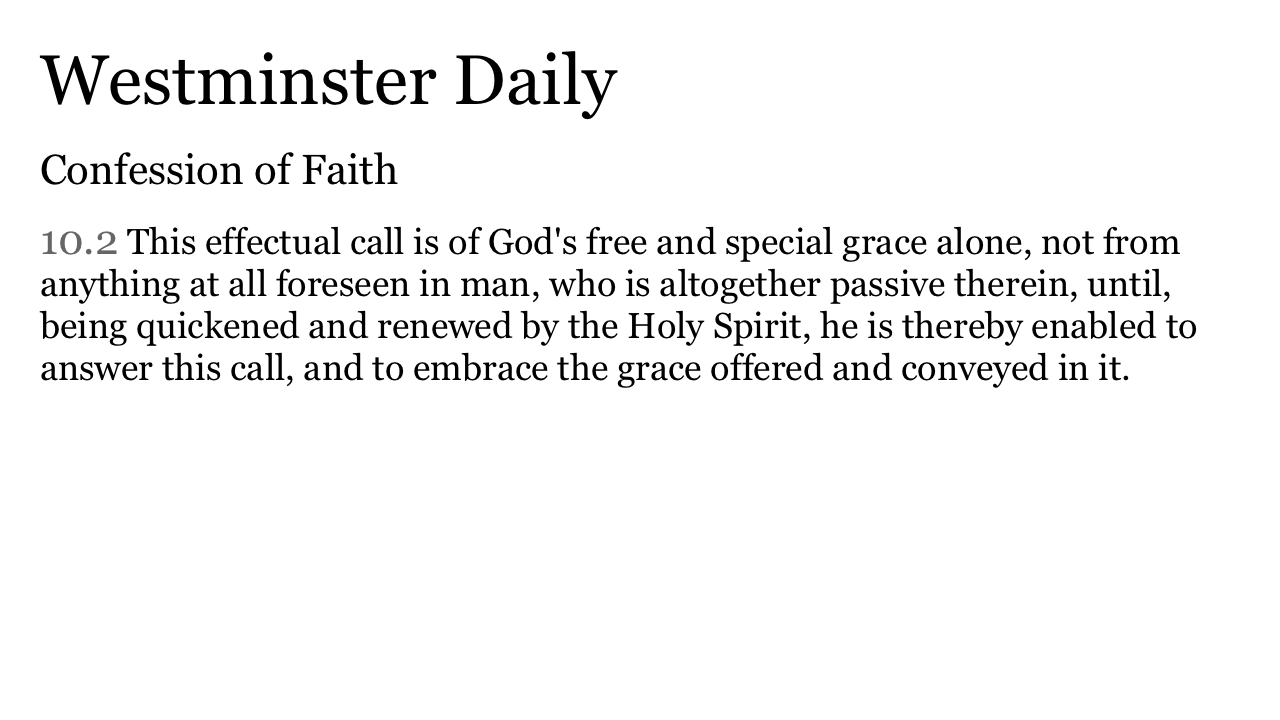 Westminster Daily
Confession of Faith
10.2 This effectual call is of God's free and special grace alone, not from
anything at all foreseen in man, who is altogether passive therein, until,
being quickened and renewed by the Holy Spirit, he is thereby enabled to
answer this call, and to embrace the grace offered and conveyed in it.